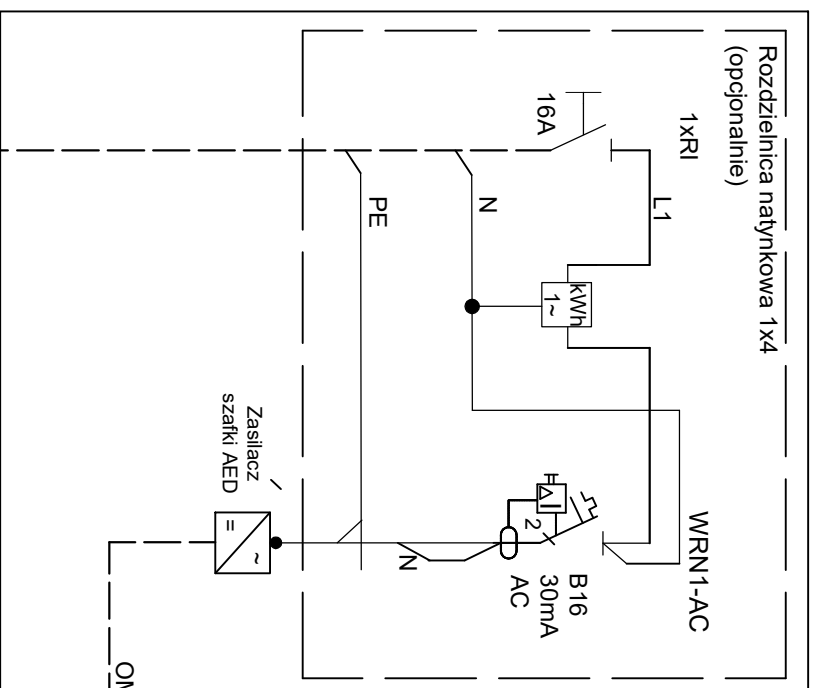 Rozdzielnica natynkowa 1x4
(opcjonalnie)
1xRI
16A
L1
N
PE
kWh
1~
WRN1-AC
B16
30mA
AC
2
N
Zasilacz
szafki AED
=
~